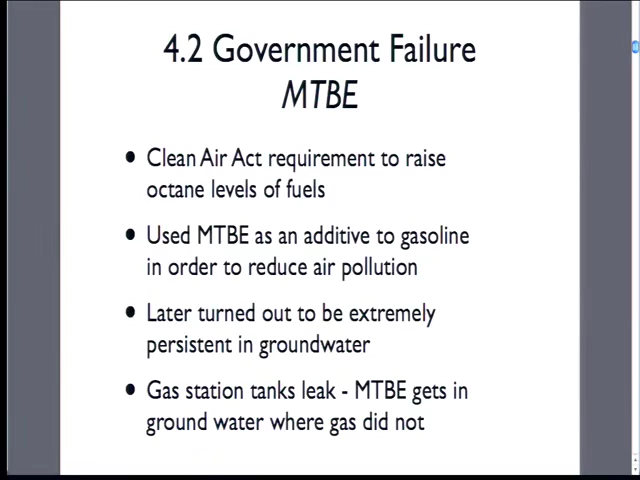 4.2 Government Failure
MTBE
• Clean Air Act requirement to raise
octane levels of fuels
• Used MTBE as an additive to gasoline
in order to reduce air pollution
• Later turned out to be extremely
persistent in groundwater
• Gas station tanks leak - MTBE gets in
ground water where gas did not